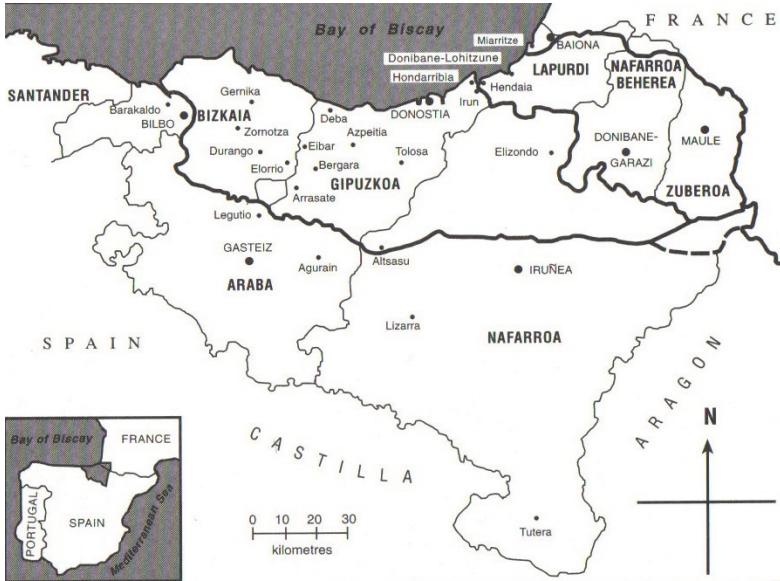 Bay of Biscay
FRANCE
Miarritze
BAIONA
Donibane-Lohitzune
LAPURDI
NAFARROA
BEHEREA
Hondarribia
SANTANDER
Gernika
Irun
Hendaia
Barakaldo
BIZKAIA
BILBO
Deba
DONOSTIA
Zornotza
Azpeitia
DONIBANE-
GARAZI
MAULE
Durango
Eibar
Elorrio
Bergara
Tolosa
Elizondo
GIPUZKOA
Arrasate
ZUBEROA
Legutio
GASTEIZ
Agurain
Altsasu
ARABA
IRUÑEA
Lizarra
NAFARROA
SPAIN
ARAGON
CASTILLA
N
Bay of Biscay
FRANCE
PORTUGAL
SPAIN
Mediterranean Sea
0 10 20 30
kilometres
Tutera